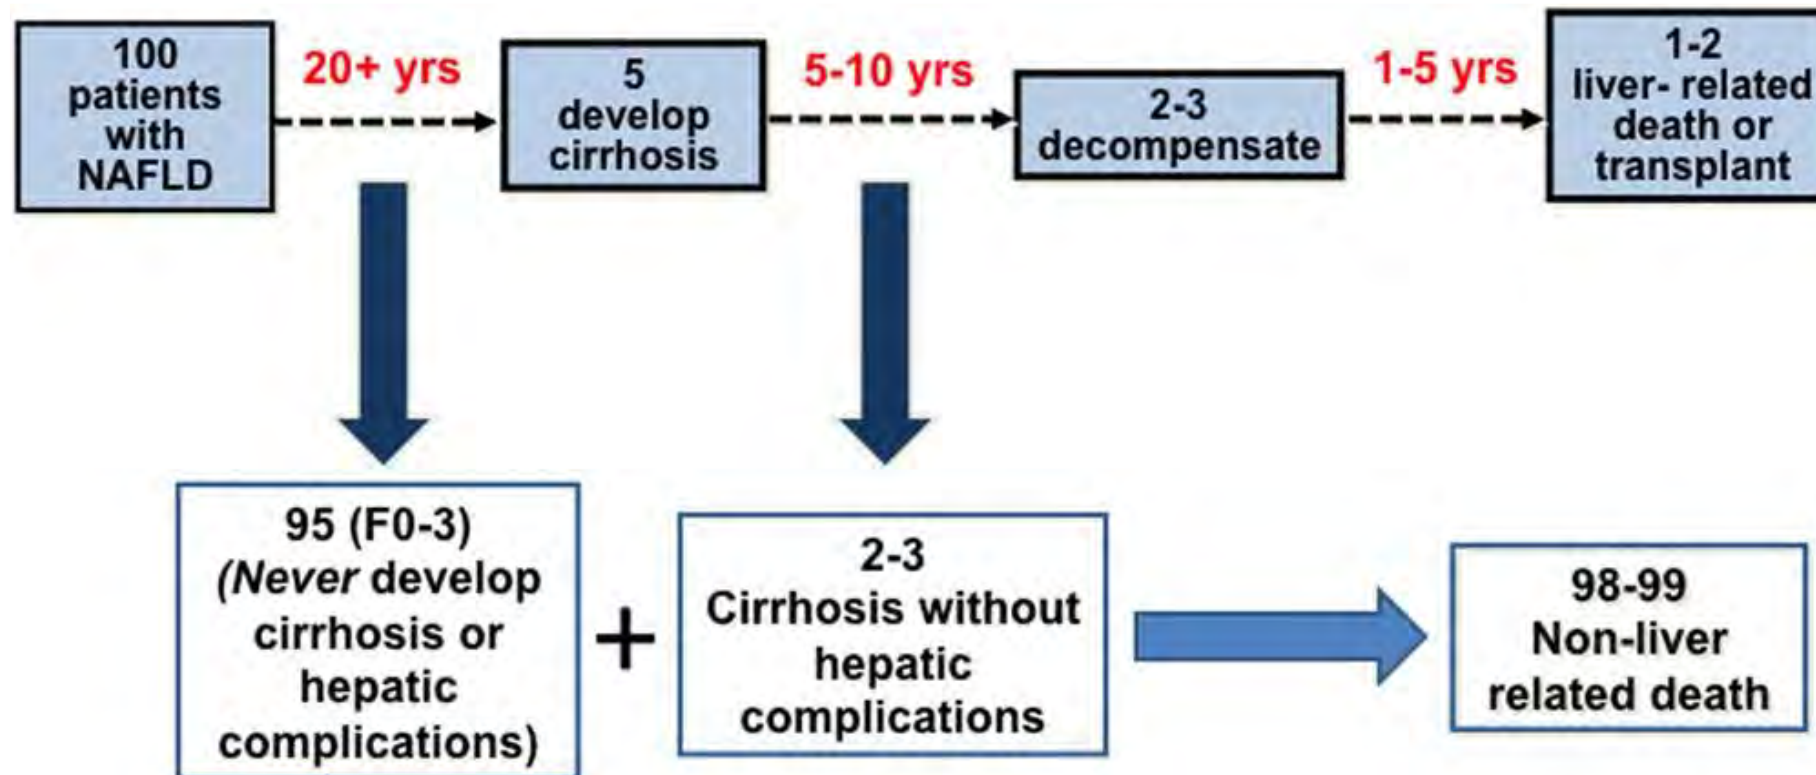 100
patients
with
NAFLD
20+ yrs
5
develop
cirrhosis
5-10 yrs
2-3
decompensate
1-5 yrs
1-2
liver- related
death or
transplant
95 (F0-3)
(Never develop
cirrhosis or
hepatic
complications)
+
2-3
Cirrhosis without
hepatic
complications
98-99
Non-liver
related death